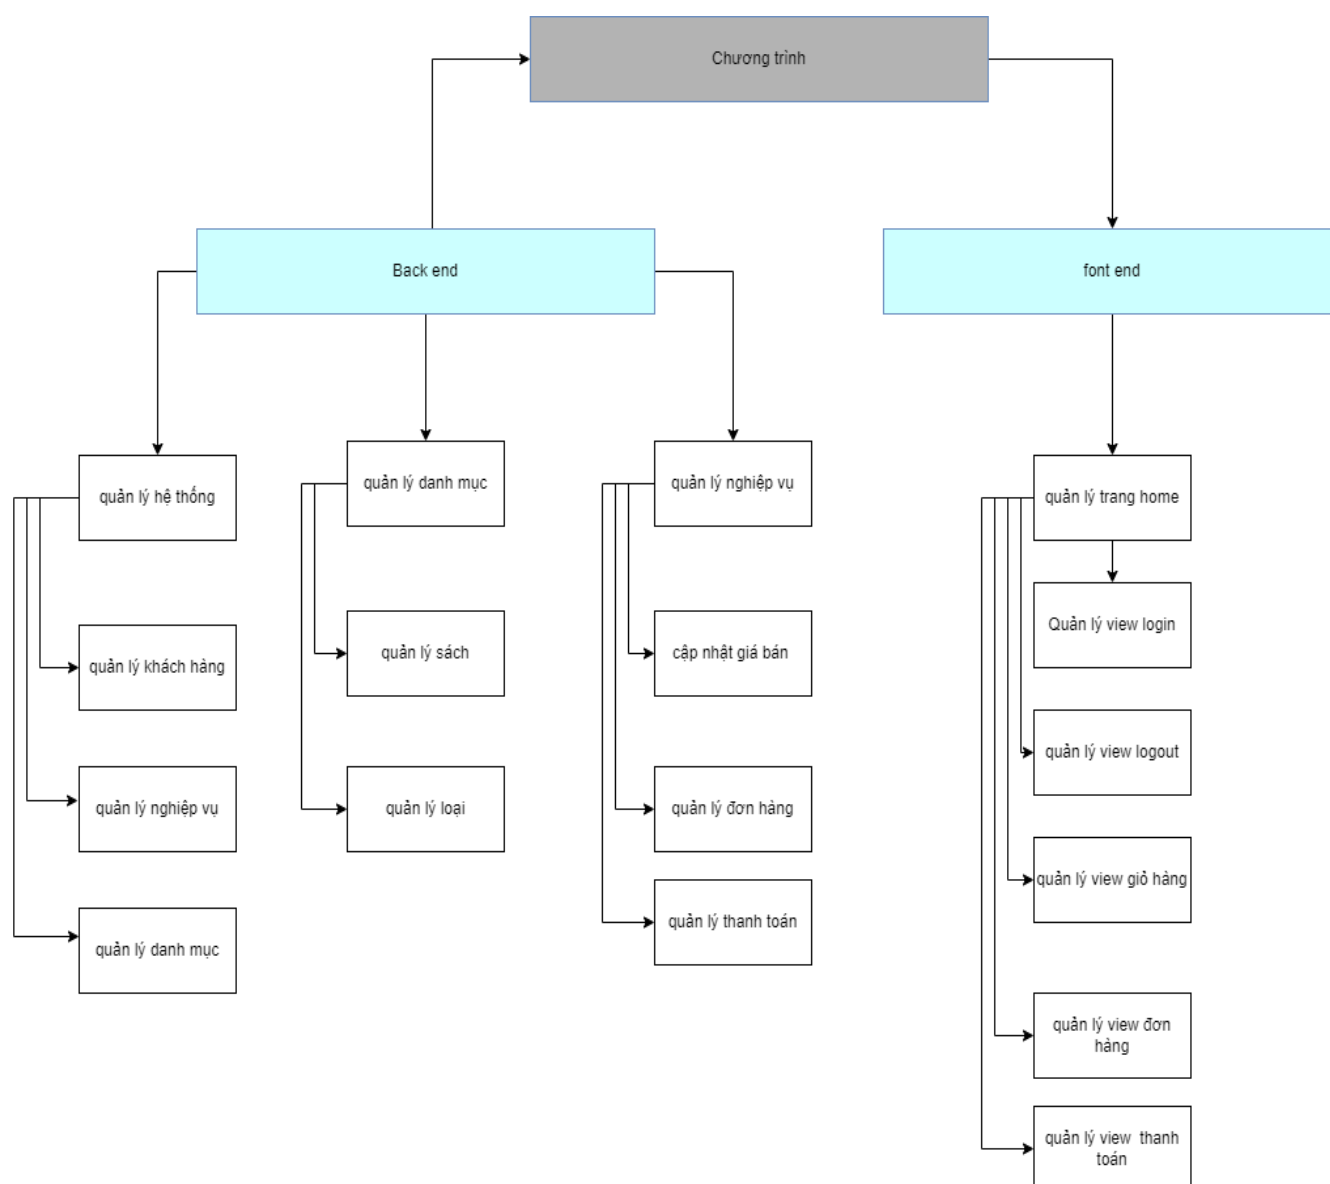 Chương trình
Back end
font end
quản lý hệ thống
quản lý danh mục
quản lý nghiệp vụ
quản lý trang home
quản lý khách hàng
quản lý sách
cập nhật giá bán
Quản lý view login
quản lý nghiệp vụ
quản lý loại
quản lý đơn hàng
quản lý view logout
quản lý danh mục
quản lý thanh toán
quản lý view giỏ hàng
quản lý view đơn
hàng
quản lý view  thanh
toán